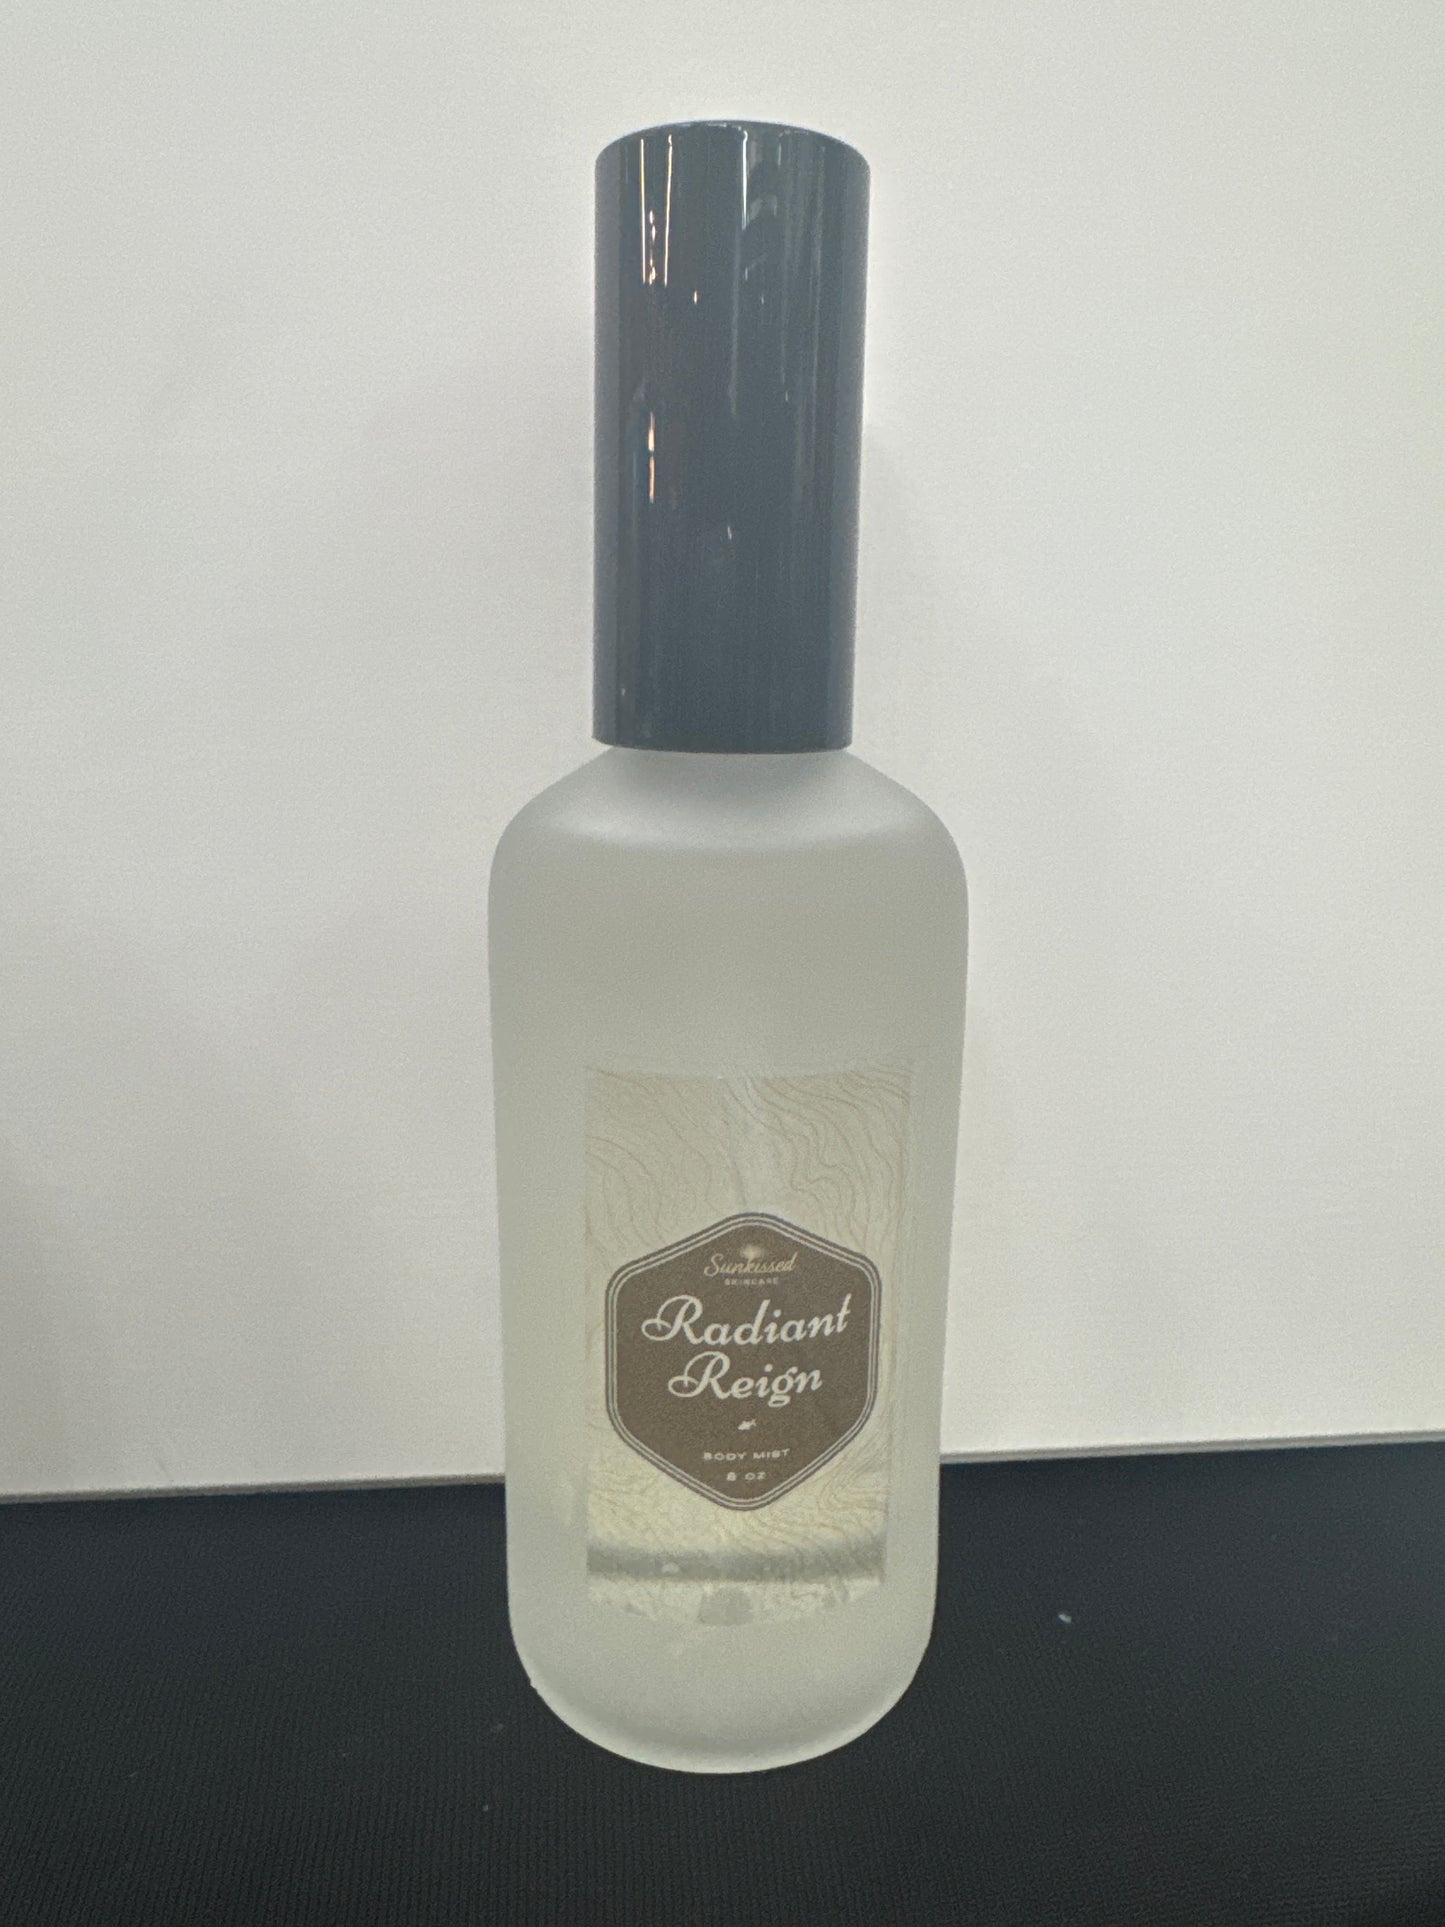 Sunkissed
SKINCARE
Radiant
Reign
BODY MIST
8 OZ